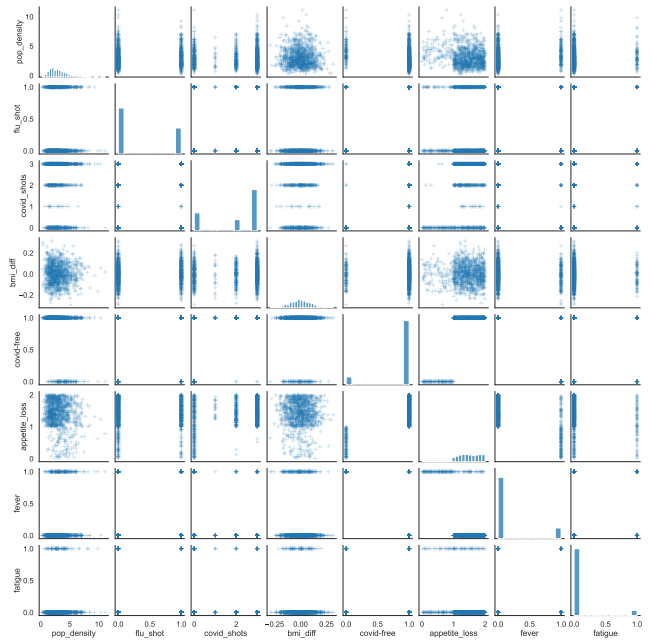 pop_density
10
5
0
flu_shot
1.0
0.5
0.0
covid_shots
3
2
1
0
bmi_diff
0.2
0.0
−0.2
covid-free
1.0
0.5
0.0
appetite_loss
2
1
0
fever
1.0
0.5
0.0
fatigue
1.0
0.5
0.0
0 5 10 0.0 0.5 1.0 0 2 −0.25 0.00 0.25 0.0 0.5 1.0 0 1 2 0.0 0.5 1.0 0.0 0.5 1.0
pop_density flu_shot covid_shots bmi_diff covid-free appetite_loss fever fatigue